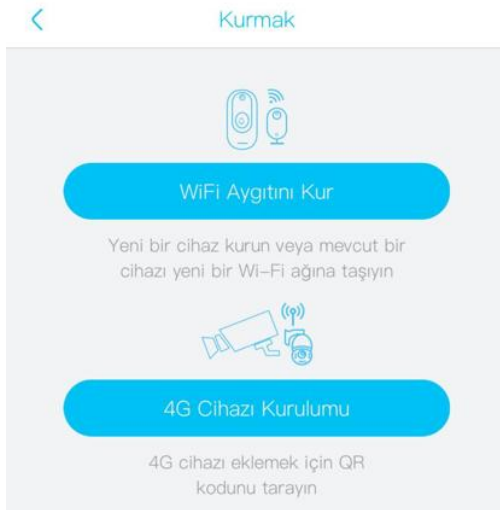 Kurmak
WiFi Aygıtını Kur
Yeni bir cihaz kurun veya mevcut bir
cihazı yeni bir Wi-Fi ağına taşıyın
4G Cihazı Kurulumu
4G cihazı eklemek için QR
kodunu tarayın